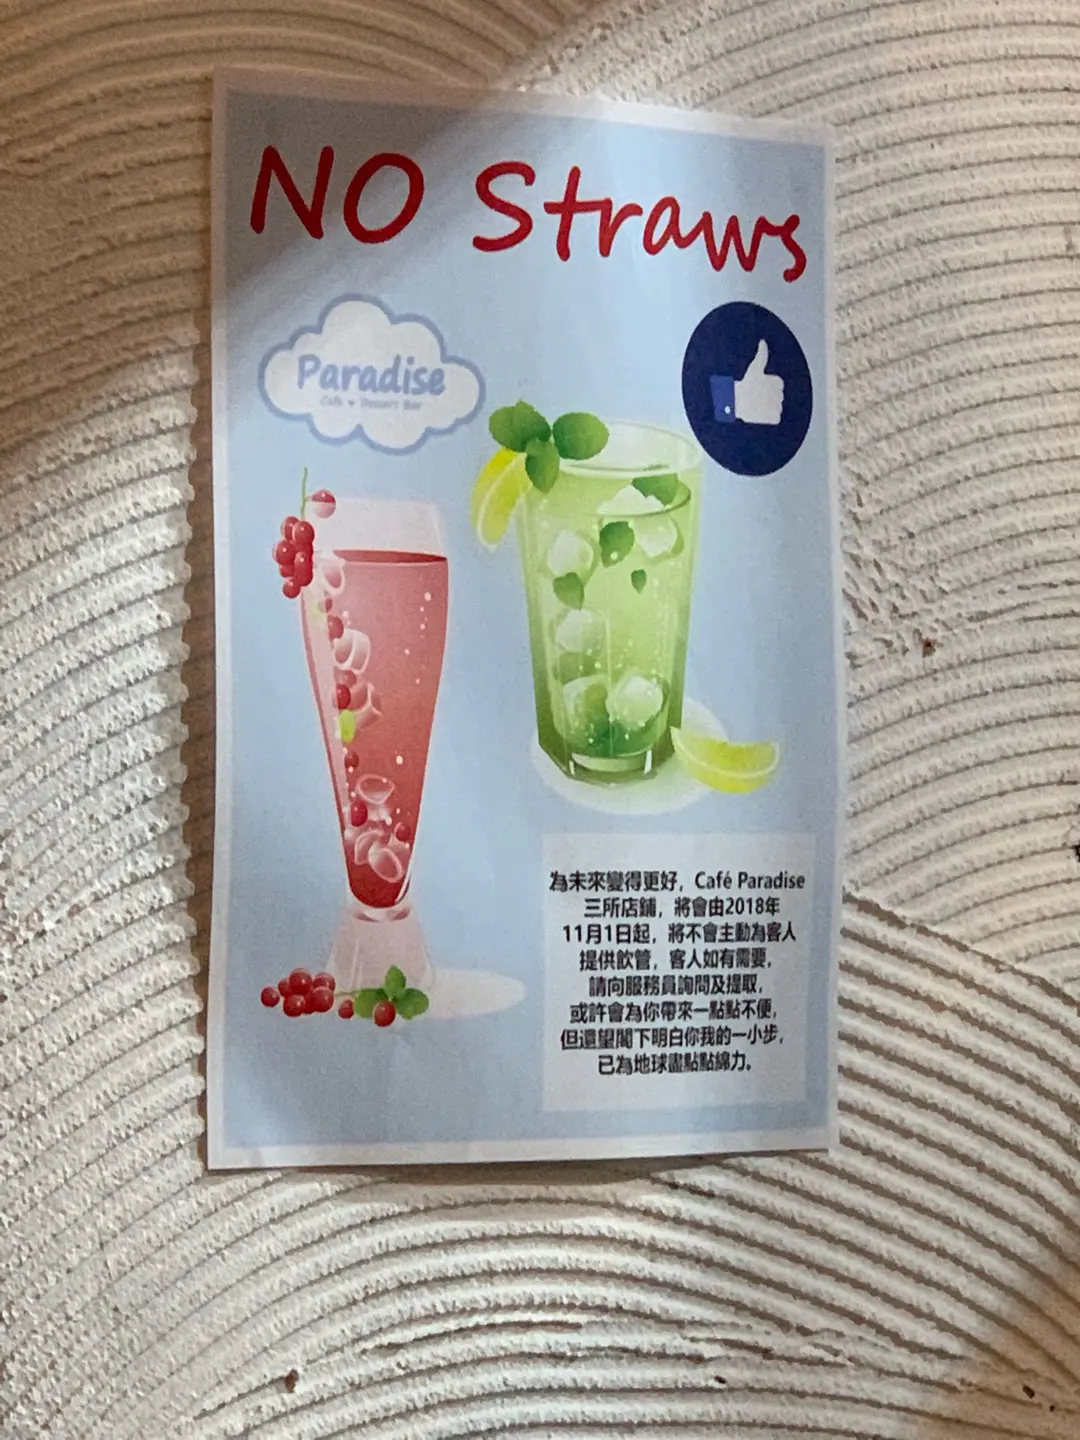 NO Straws
Paradise
Cafe ♥ Dessert Bar
為未來變得更好，Café Paradise
三所店鋪，將會由2018年
11月1日起，將不會主動為客人
提供飲管，客人如有需要，
請向服務員詢問及提取，
或許會為你帶來一點點不便，
但還望閣下明白你我的一小步，
已為地球盡點點綿力。